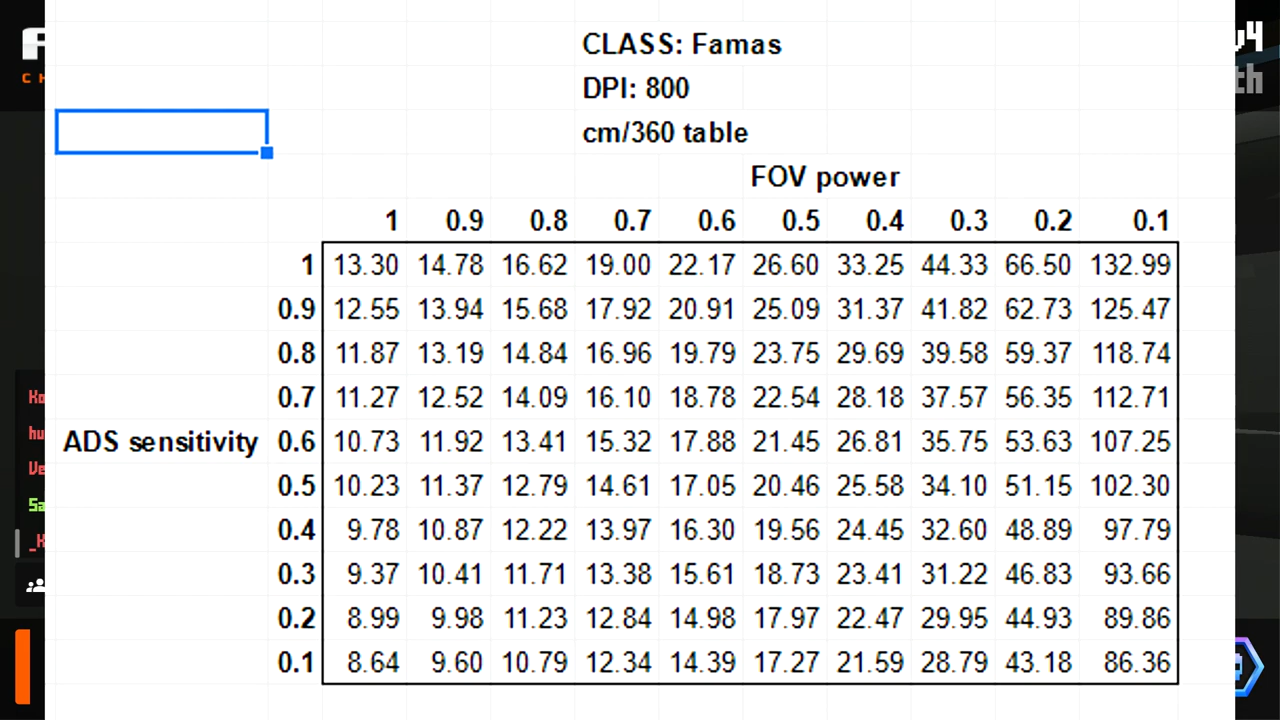 CLASS: Famas
DPI: 800
cm/360 table
FOV power
1 0.9 0.8 0.7 0.6 0.5 0.4 0.3 0.2 0.1
1 13.30 14.78 16.62 19.00 22.17 26.60 33.25 44.33 66.50 132.99
0.9 12.55 13.94 15.68 17.92 20.91 25.09 31.37 41.82 62.73 125.47
0.8 11.87 13.19 14.84 16.96 19.79 23.75 29.69 39.58 59.37 118.74
0.7 11.27 12.52 14.09 16.10 18.78 22.54 28.18 37.57 56.35 112.71
ADS sensitivity 0.6 10.73 11.92 13.41 15.32 17.88 21.45 26.81 35.75 53.63 107.25
0.5 10.23 11.37 12.79 14.61 17.05 20.46 25.58 34.10 51.15 102.30
0.4 9.78 10.87 12.22 13.97 16.30 19.56 24.45 32.60 48.89 97.79
0.3 9.37 10.41 11.71 13.38 15.61 18.73 23.41 31.22 46.83 93.66
0.2 8.99 9.98 11.23 12.84 14.98 17.97 22.47 29.95 44.93 89.86
0.1 8.64 9.60 10.79 12.34 14.39 17.27 21.59 28.79 43.18 86.36